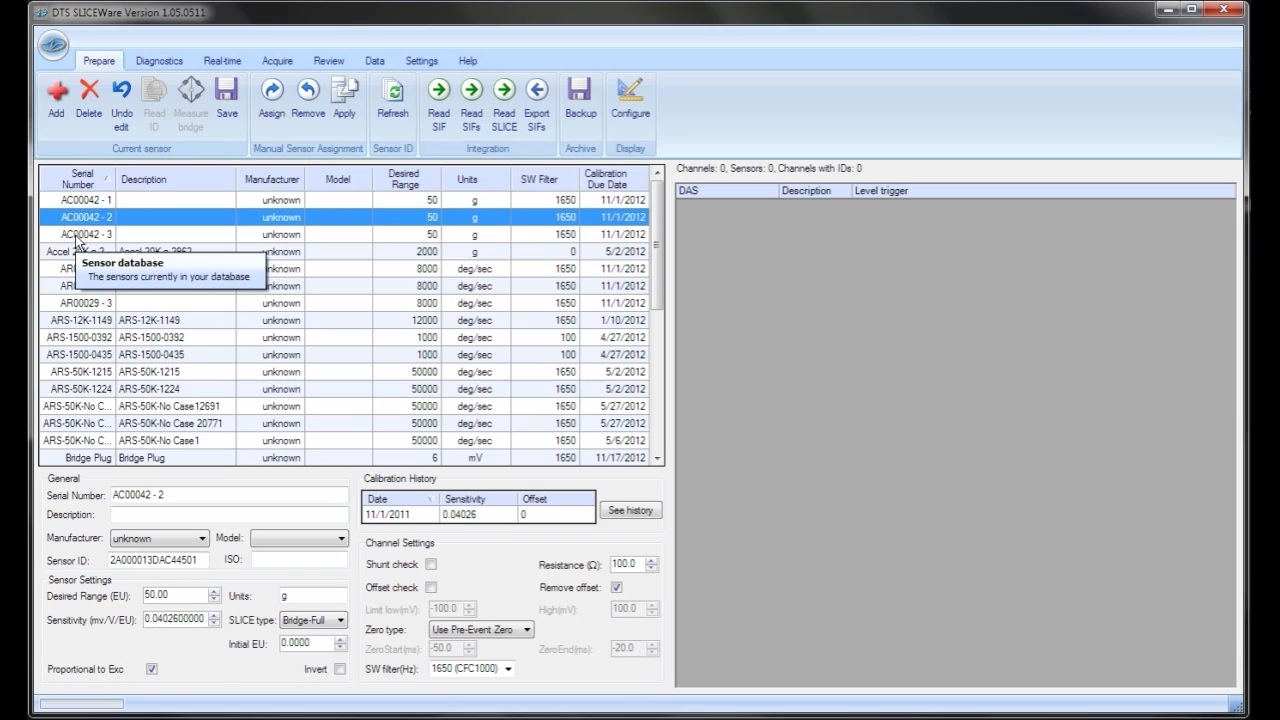 DTS SLICEWare Version 1.05.0511
Prepare Diagnostics Real-time Acquire Review Data Settings Help
Add Delete Undo edit Read ID Measure bridge Save Assign Remove Apply Refresh Read SIF Read SIFs Read SLICE Export SIFs Backup Configure
Current sensor Manual Sensor Assignment Sensor ID Integration Archive Display
Serial Number Description Manufacturer Model Desired Range Units SW Filter Calibration Due Date
AC00042 - 1 unknown 50 g 1650 11/1/2012
AC00042 - 2 unknown 50 g 1650 11/1/2012
AC00042 - 3 unknown 50 g 1650 11/1/2012
Accel unknown 2000 g 0 5/2/2012
Sensor database
The sensors currently in your database
unknown 8000 deg/sec 1650 11/1/2012
unknown 8000 deg/sec 1650 11/1/2012
AR00029 - 3 unknown 8000 deg/sec 1650 11/1/2012
ARS-12K-1149 ARS-12K-1149 unknown 12000 deg/sec 1650 1/10/2012
ARS-1500-0392 ARS-1500-0392 unknown 1000 deg/sec 100 4/27/2012
ARS-1500-0435 ARS-1500-0435 unknown 1000 deg/sec 100 4/27/2012
ARS-50K-1215 ARS-50K-1215 unknown 50000 deg/sec 1650 5/2/2012
ARS-50K-1224 ARS-50K-1224 unknown 50000 deg/sec 1650 5/2/2012
ARS-50K-No C... ARS-50K-No Case12691 unknown 50000 deg/sec 1650 5/27/2012
ARS-50K-No C... ARS-50K-No Case 20771 unknown 50000 deg/sec 1650 5/27/2012
ARS-50K-No C... ARS-50K-No Case1 unknown 50000 deg/sec 1650 5/6/2012
Bridge Plug Bridge Plug unknown 6 mV 1650 11/17/2012
Channels: 0, Sensors: 0, Channels with IDs: 0
DAS Description Level trigger
General
Serial Number: AC00042 - 2
Description:
Manufacturer: unknown Model:
Sensor ID: 2A000013DAC44501 ISO:
Sensor Settings
Desired Range (EU): 50.00 Units: g
Sensitivity (mv/V/EU): 0.0402600000 SLICE type: Bridge-Full
Initial EU: 0.0000
Proportional to Exc Invert
Calibration History
Date Sensitivity Offset
11/1/2011 0.04026 0
See history
Channel Settings
Shunt check Resistance (Ω): 100.0
Offset check Remove offset:
Limit low(mV): -100.0 High(mV): 100.0
Zero type: Use Pre-Event Zero
ZeroStart(ms): -50.0 ZeroEnd(ms): -20.0
SW filter(Hz): 1650 (CFC1000)